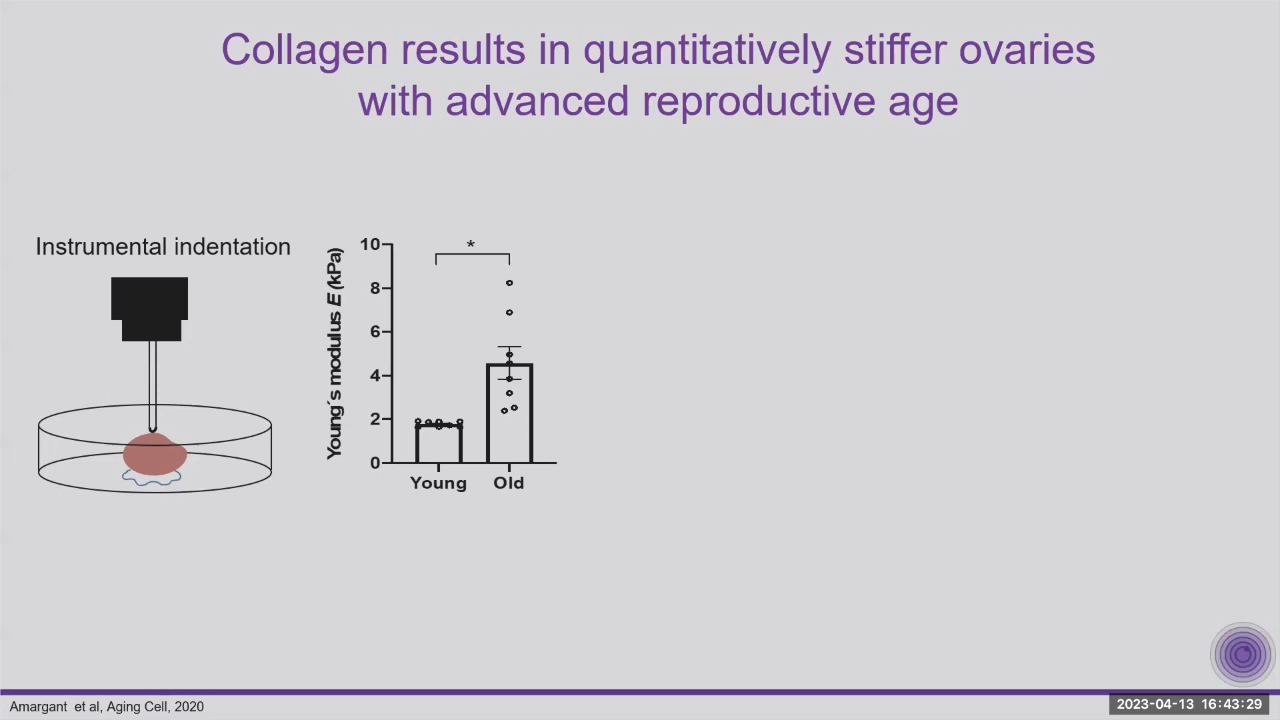 Collagen results in quantitatively stiffer ovaries
with advanced reproductive age
Instrumental indentation
Young´s modulus E (kPa)
10
8
6
4
2
0
*
Young
Old
Amargant et al, Aging Cell, 2020
2023-04-13 16:43:29